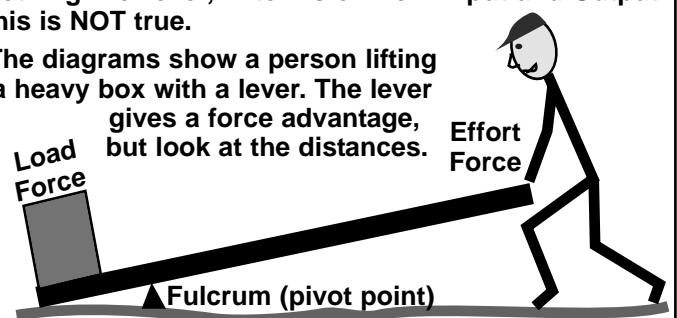 this is NOT true.
The diagrams show a person lifting
a heavy box with a lever. The lever
gives a force advantage,
but look at the distances.
Load
Force
Effort
Force
Fulcrum (pivot point)